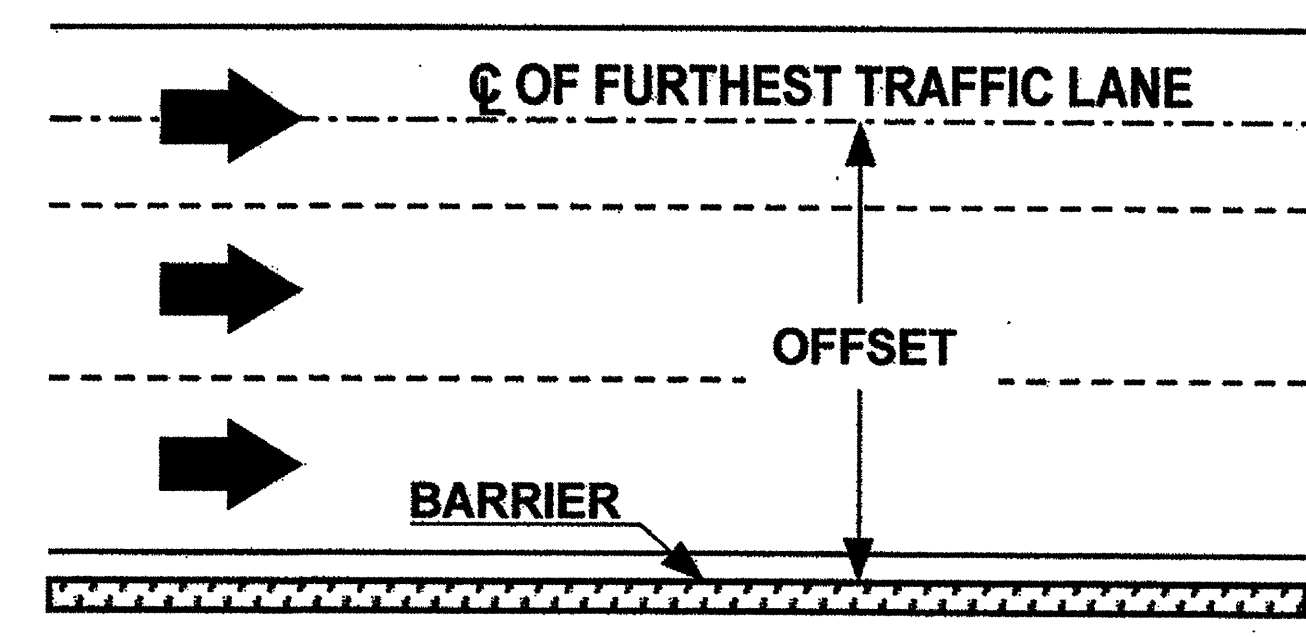 ℄ OF FURTHEST TRAFFIC LANE
OFFSET
BARRIER